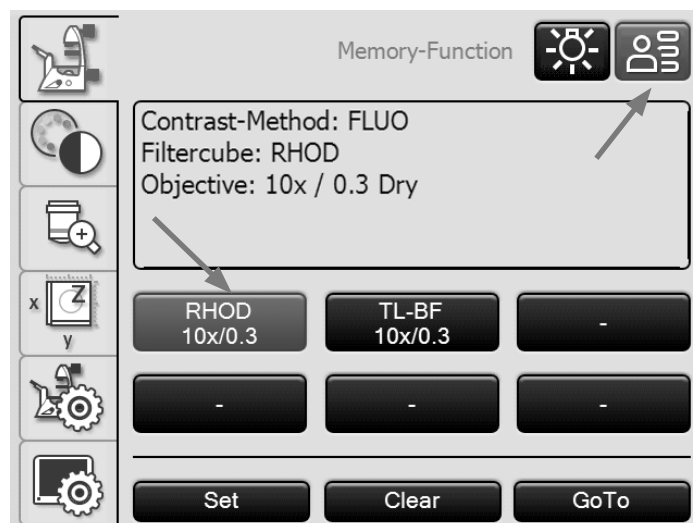 Memory-Function
Contrast-Method: FLUO
Filtercube: RHOD
Objective: 10x / 0.3 Dry
Z
x
y
RHOD
10x/0.3
TL-BF
10x/0.3
-
-
-
-
Set
Clear
GoTo